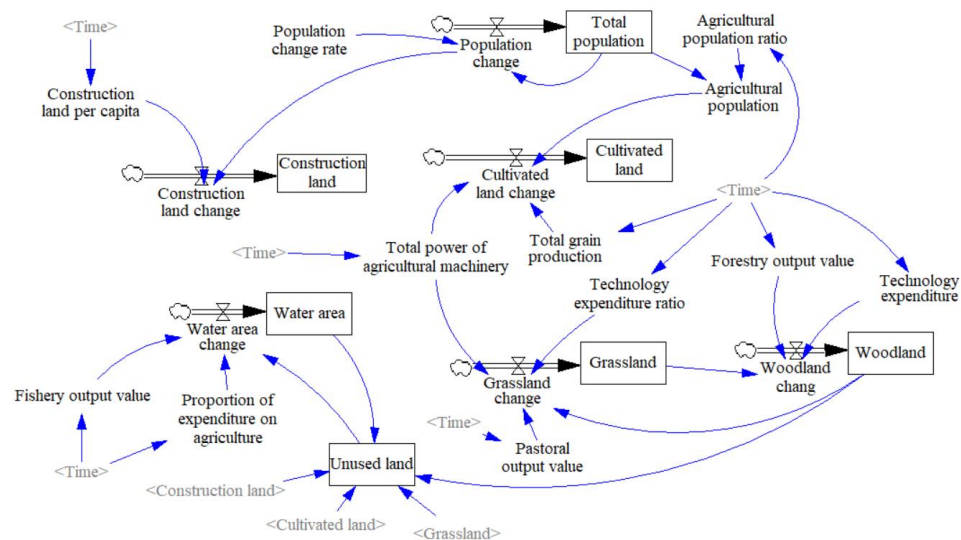 <Time>
Population
change rate
Population
change
Total
population
Agricultural
population ratio
Agricultural
population
Construction
land per capita
Construction
land change
Construction
land
Cultivated
land change
Cultivated
land
<Time>
<Time>
Total power of
agricultural machinery
Total grain
production
Technology
expenditure ratio
Forestry output value
Technology
expenditure
Water area
change
Water area
Grassland
change
Grassland
Woodland
chang
Woodland
Fishery output value
Proportion of
expenditure on
agriculture
<Time>
Pastoral
output value
<Time>
Unused land
<Construction land>
<Cultivated land>
<Grassland>